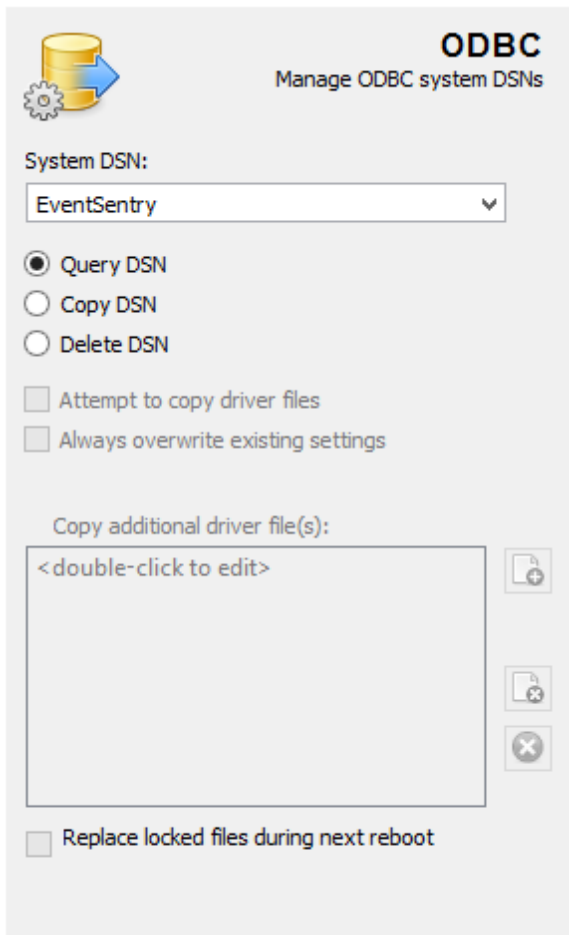 ODBC
Manage ODBC system DSNs
System DSN:
EventSentry
Query DSN
Copy DSN
Delete DSN
Attempt to copy driver files
Always overwrite existing settings
Copy additional driver file(s):
<double-click to edit>
Replace locked files during next reboot